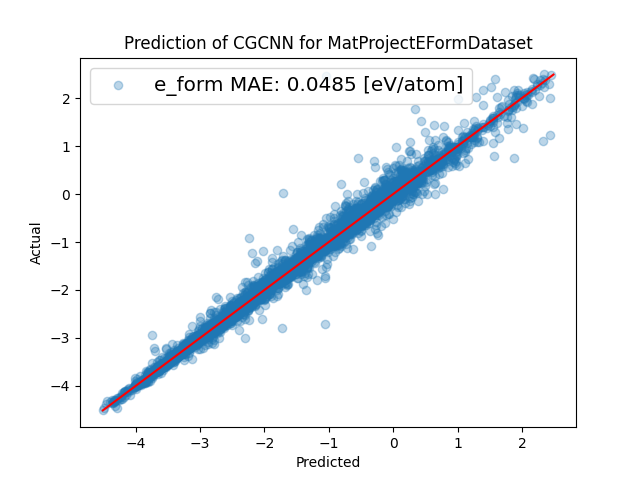 Prediction of CGCNN for MatProjectEFormDataset
e_form MAE: 0.0485 [eV/atom]
2
1
0
−1
−2
−3
−4
Actual
−4 −3 −2 −1 0 1 2
Predicted